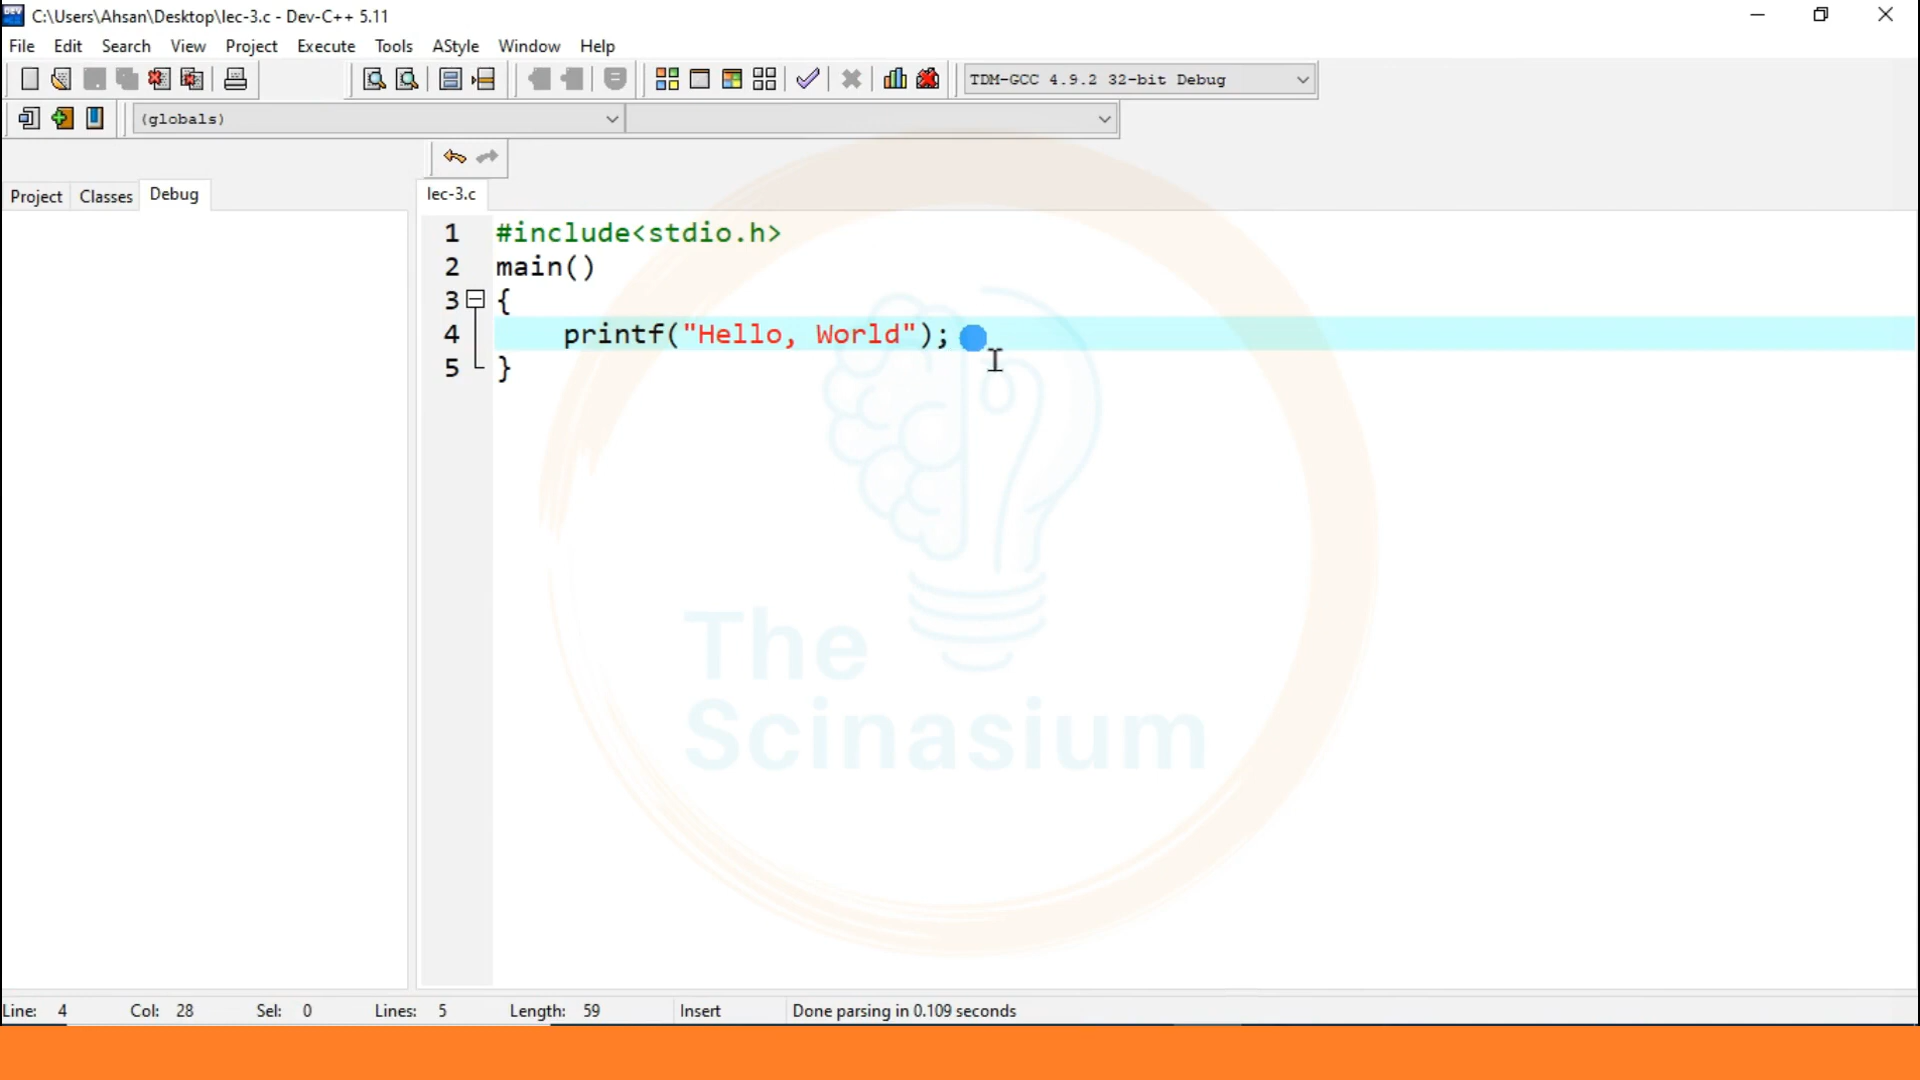 C:\Users\Ahsan\Desktop\lec-3.c - Dev-C++ 5.11
File Edit Search View Project Execute Tools AStyle Window Help
TDM-GCC 4.9.2 32-bit Debug
(globals)
Project Classes Debug
lec-3.c
1 #include<stdio.h>
2 main()
3 {
4 printf("Hello, World");
5 }
The
Scinasium
Line: 4 Col: 28 Sel: 0 Lines: 5 Length: 59 Insert Done parsing in 0.109 seconds